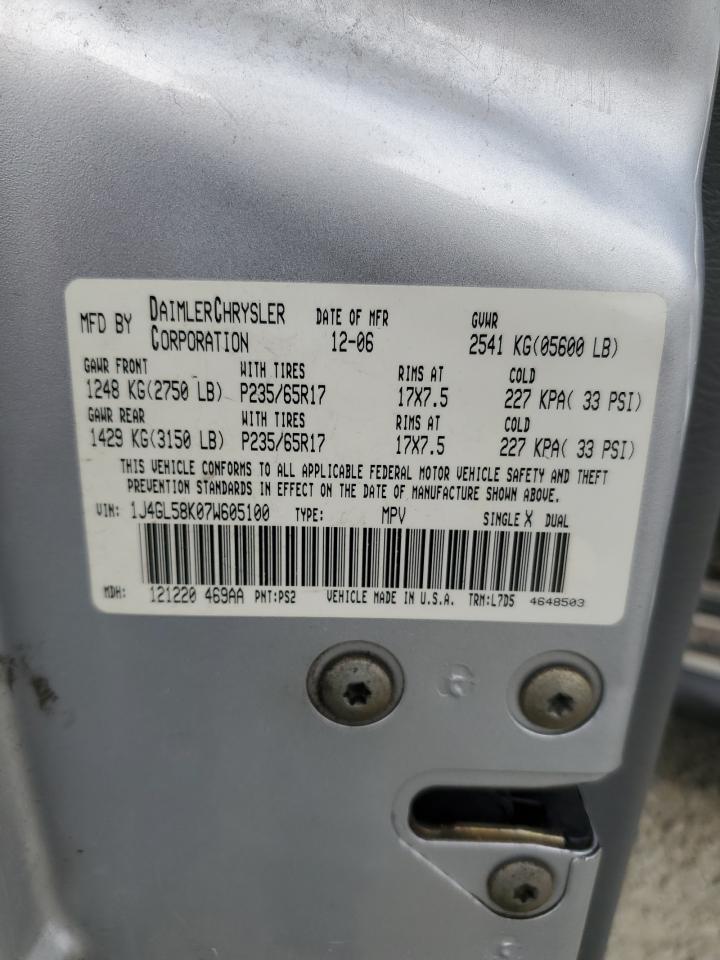 MFD BY DAIMLERCHRYSLER CORPORATION DATE OF MFR 12-06 GVWR 2541 KG(05600 LB)
GAWR FRONT WITH TIRES RIMS AT COLD
1248 KG(2750 LB) P235/65R17 17X7.5 227 KPA( 33 PSI)
GAWR REAR WITH TIRES RIMS AT COLD
1429 KG(3150 LB) P235/65R17 17X7.5 227 KPA( 33 PSI)
THIS VEHICLE CONFORMS TO ALL APPLICABLE FEDERAL MOTOR VEHICLE SAFETY AND THEFT
PREVENTION STANDARDS IN EFFECT ON THE DATE OF MANUFACTURE SHOWN ABOVE.
VIN: 1J4GL58K07W605100 TYPE: MPV SINGLE X DUAL
MDH: 121220 469AA PNT:PS2 VEHICLE MADE IN U.S.A. TRM:L7D5 4648503